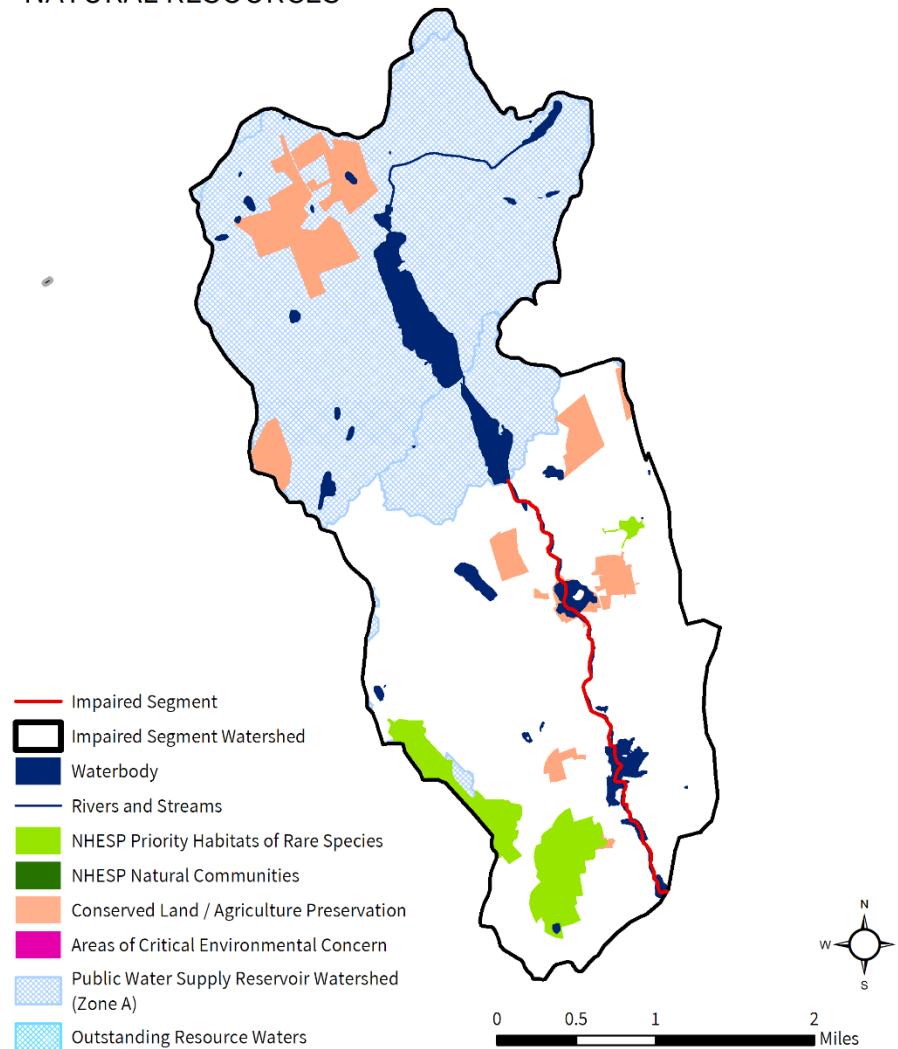 NATURAL RESOURCES
Impaired Segment
Impaired Segment Watershed
Waterbody
Rivers and Streams
NHESP Priority Habitats of Rare Species
NHESP Natural Communities
Conserved Land / Agriculture Preservation
Areas of Critical Environmental Concern
Public Water Supply Reservoir Watershed
(Zone A)
Outstanding Resource Waters
N
W E
S
0 0.5 1 2
Miles